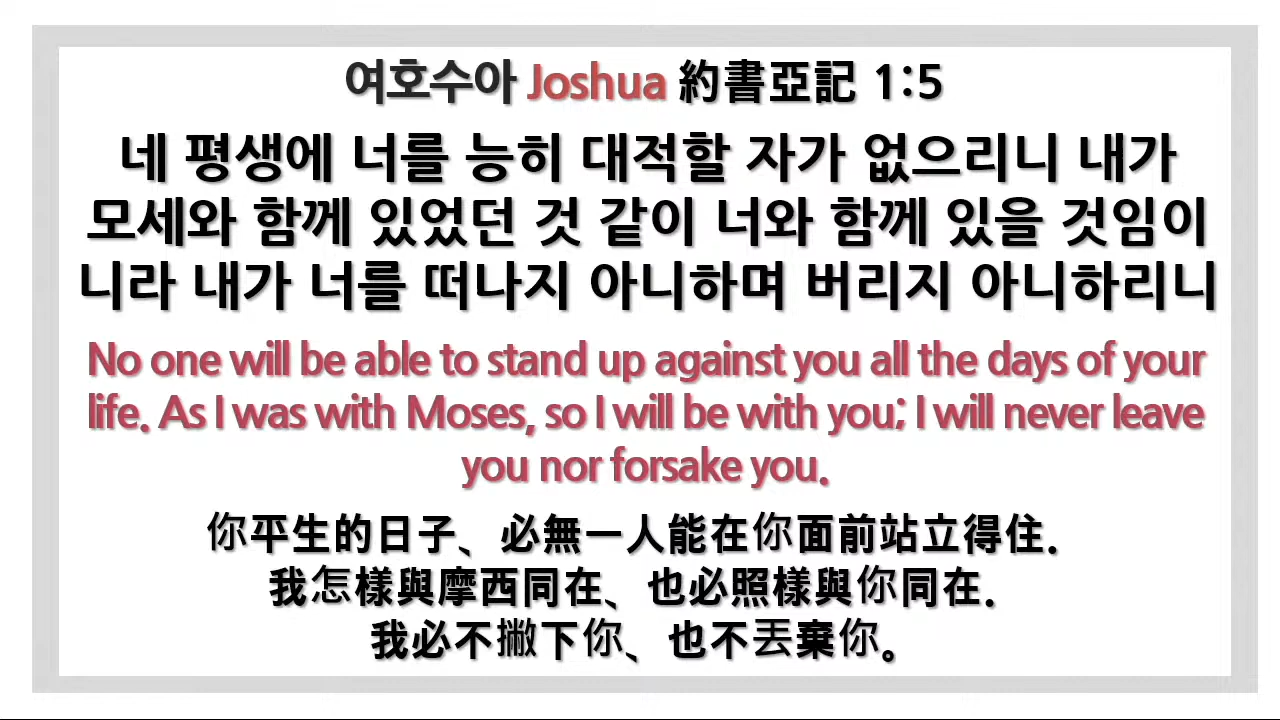 여호수아 Joshua 約書亞記 1:5
네 평생에 너를 능히 대적할 자가 없으리니 내가
모세와 함께 있었던 것 같이 너와 함께 있을 것임이
니라 내가 너를 떠나지 아니하며 버리지 아니하리니
No one will be able to stand up against you all the days of your
life. As I was with Moses, so I will be with you; I will never leave
you nor forsake you.
你平生的日子、必無一人能在你面前站立得住.
我怎樣與摩西同在、也必照樣與你同在.
我必不撇下你、也不丟棄你。